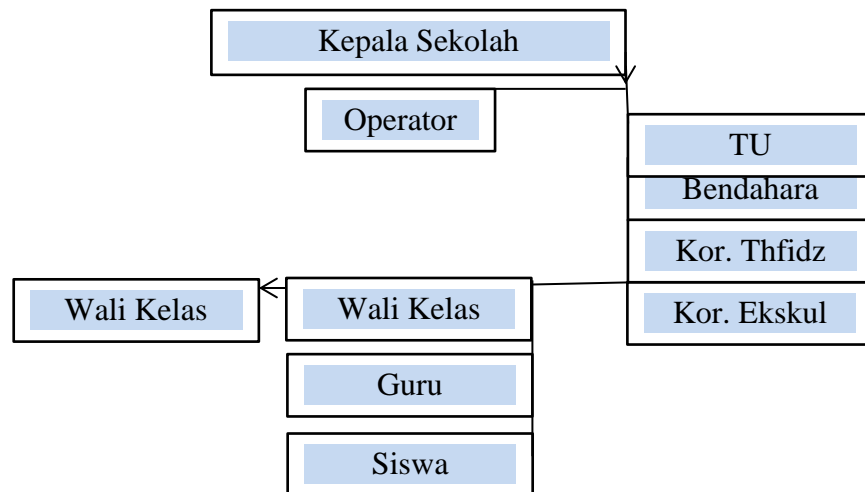 Kepala Sekolah
Operator
TU
Bendahara
Kor. Thfidz
Wali Kelas
Wali Kelas
Kor. Ekskul
Guru
Siswa